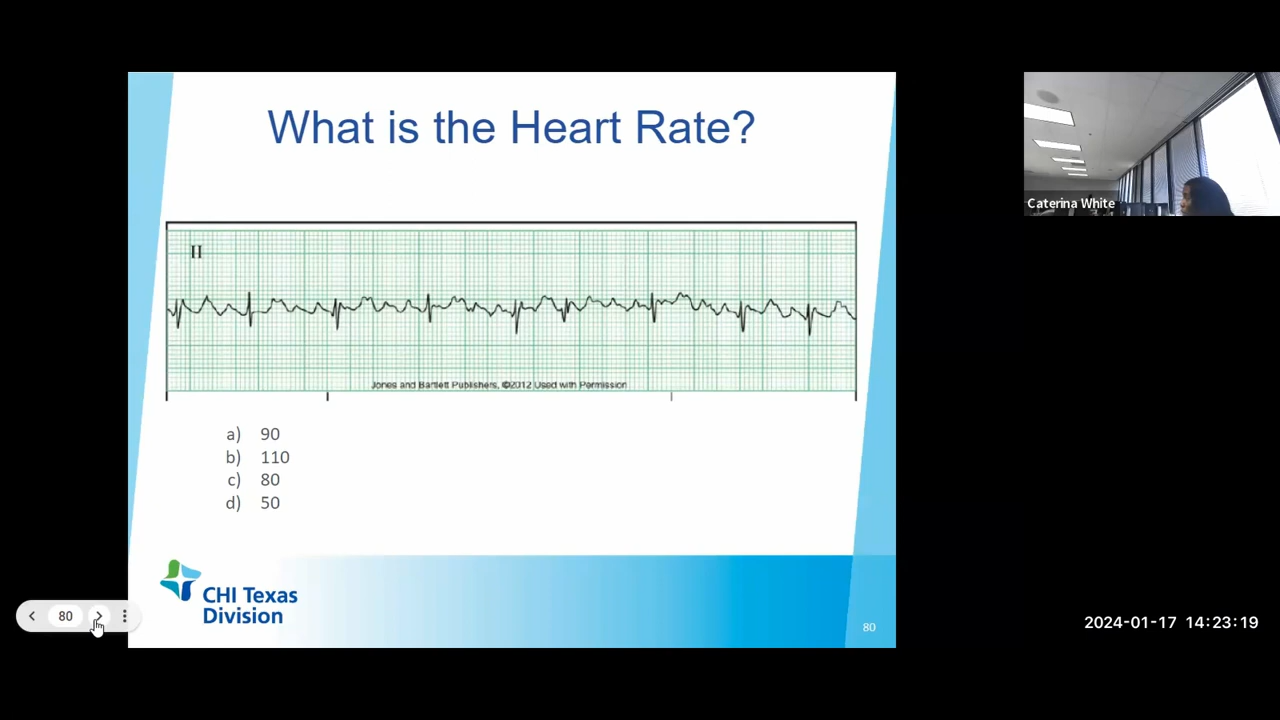 What is the Heart Rate?
II
Jones and Bartlett Publishers, ©2012 Used with Permission
a) 90
b) 110
c) 80
d) 50
CHI Texas
Division
80
80
Caterina White
2024-01-17 14:23:19